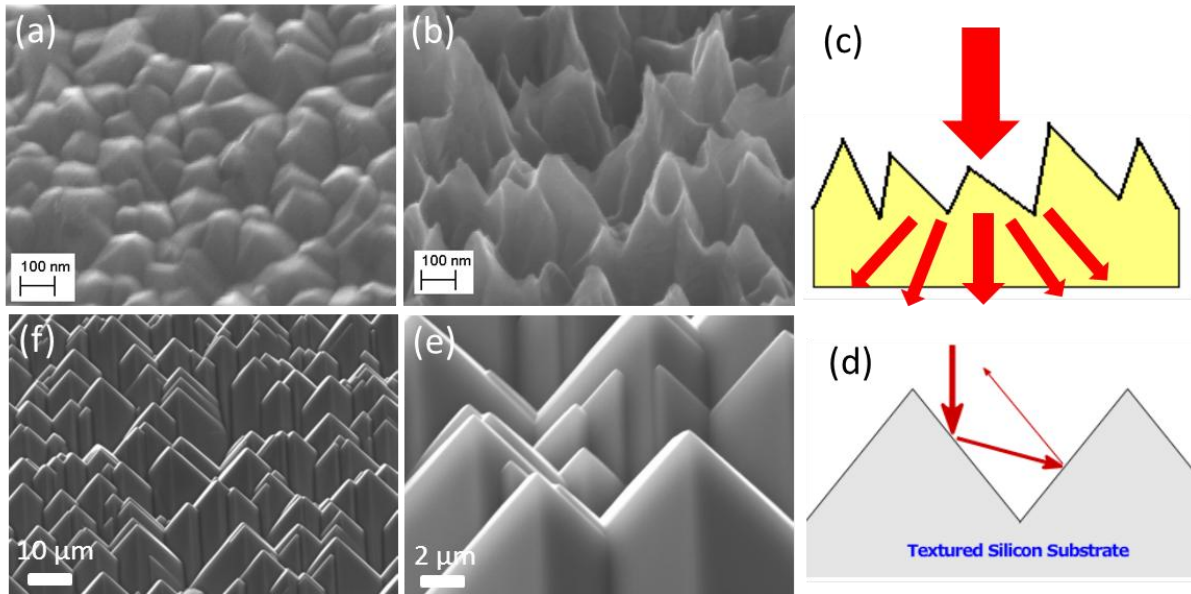 (a)
100 nm
(b)
100 nm
(c)
(f)
10 µm
(e)
2 µm
(d)
Textured Silicon Substrate